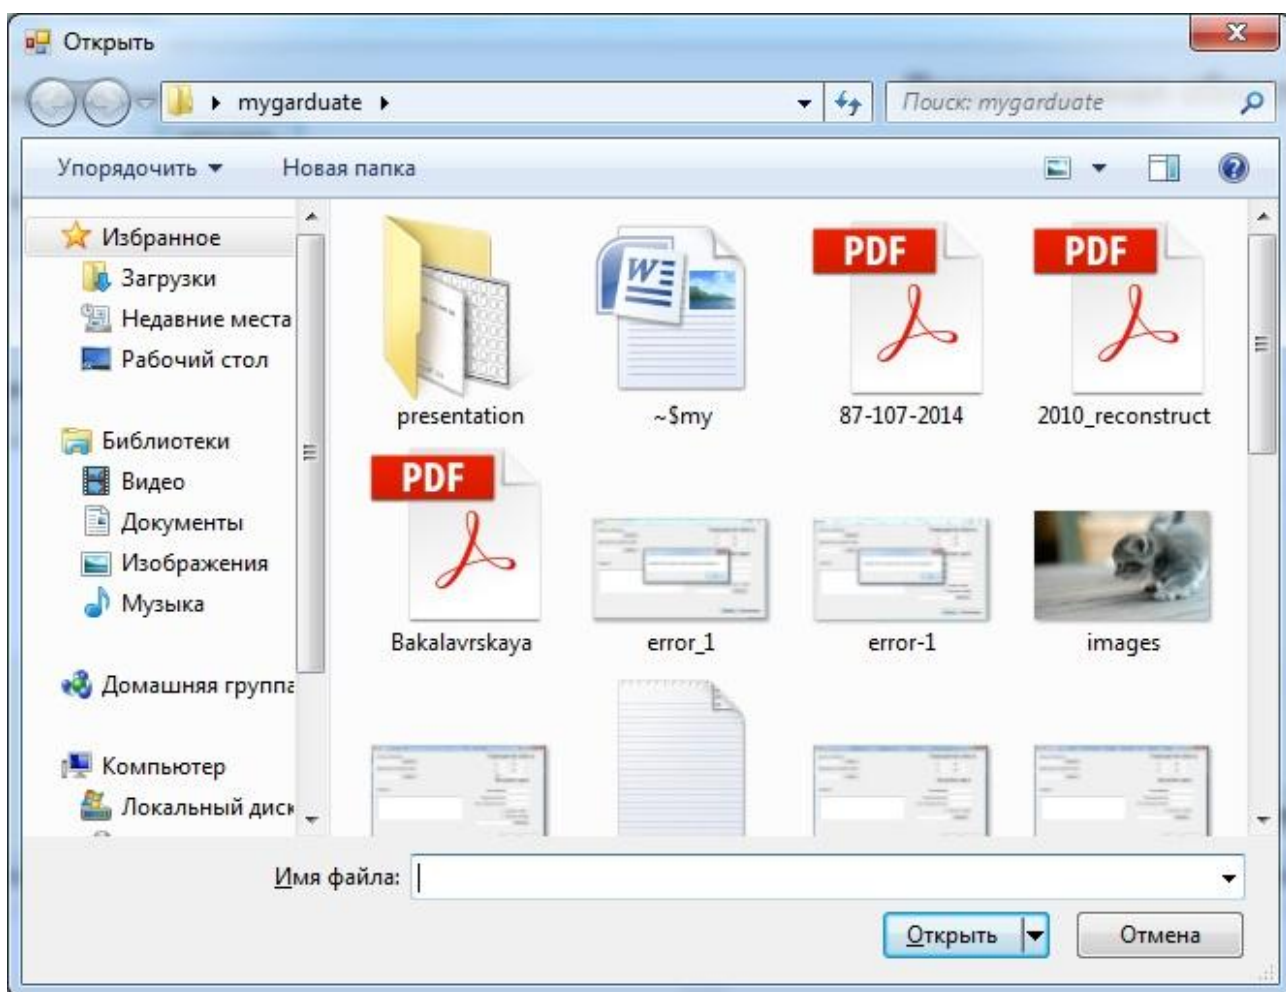 Открыть
mygarduate
Поиск: mygarduate
Упорядочить
Новая папка
Избранное
Загрузки
Недавние места
Рабочий стол
Библиотеки
Видео
Документы
Изображения
Музыка
Домашняя группа
Компьютер
Локальный диск
presentation
~$my
87-107-2014
2010_reconstruct
PDF
PDF
PDF
Bakalavrskaya
error_1
error-1
images
Имя файла:
Открыть
Отмена